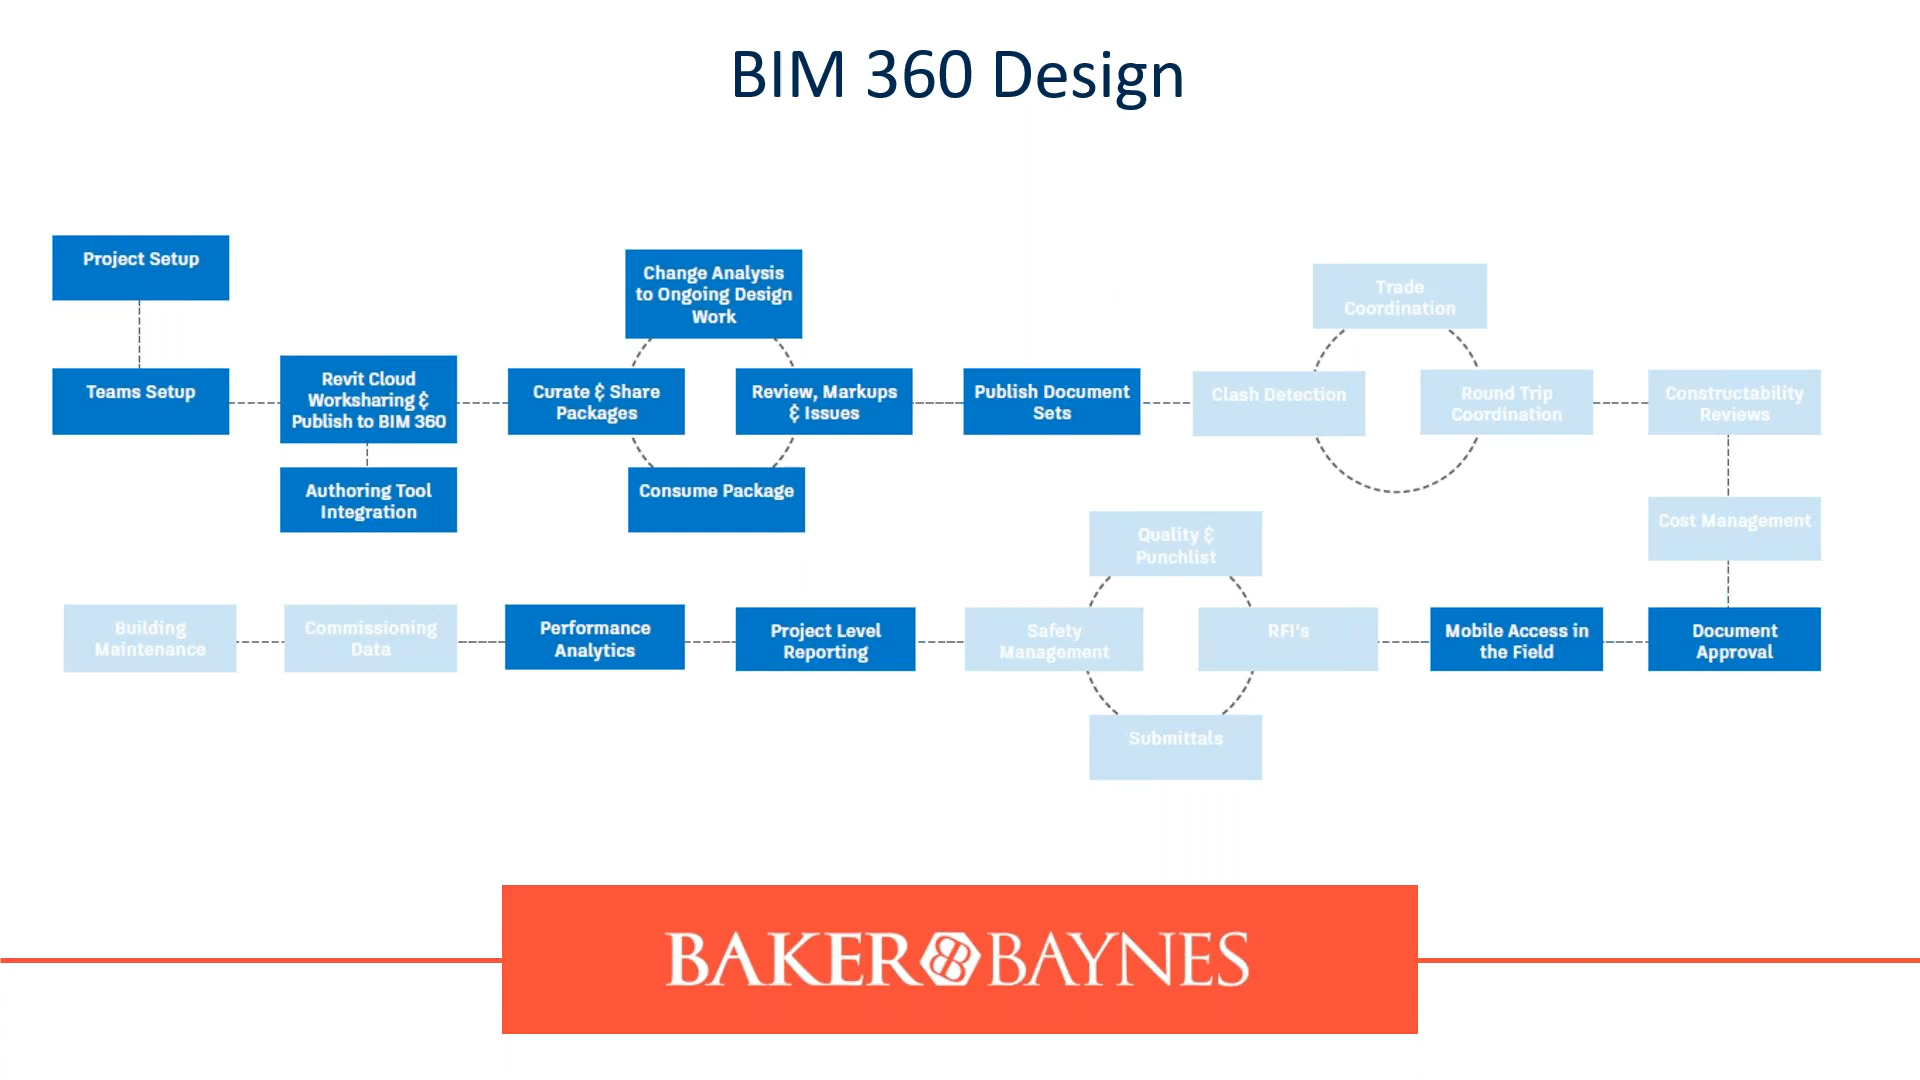 BIM 360 Design
Project Setup
Teams Setup
Revit Cloud
Worksharing &
Publish to BIM 360
Authoring Tool
Integration
Curate & Share
Packages
Change Analysis
to Ongoing Design
Work
Review, Markups
& Issues
Consume Package
Publish Document
Sets
Clash Detection
Trade
Coordination
Round Trip
Coordination
Constructability
Reviews
Cost Management
Document
Approval
Mobile Access in
the Field
RFI's
Quality &
Punchlist
Safety
Management
Submittals
Project Level
Reporting
Performance
Analytics
Commissioning
Data
Building
Maintenance
BAKER BAYNES